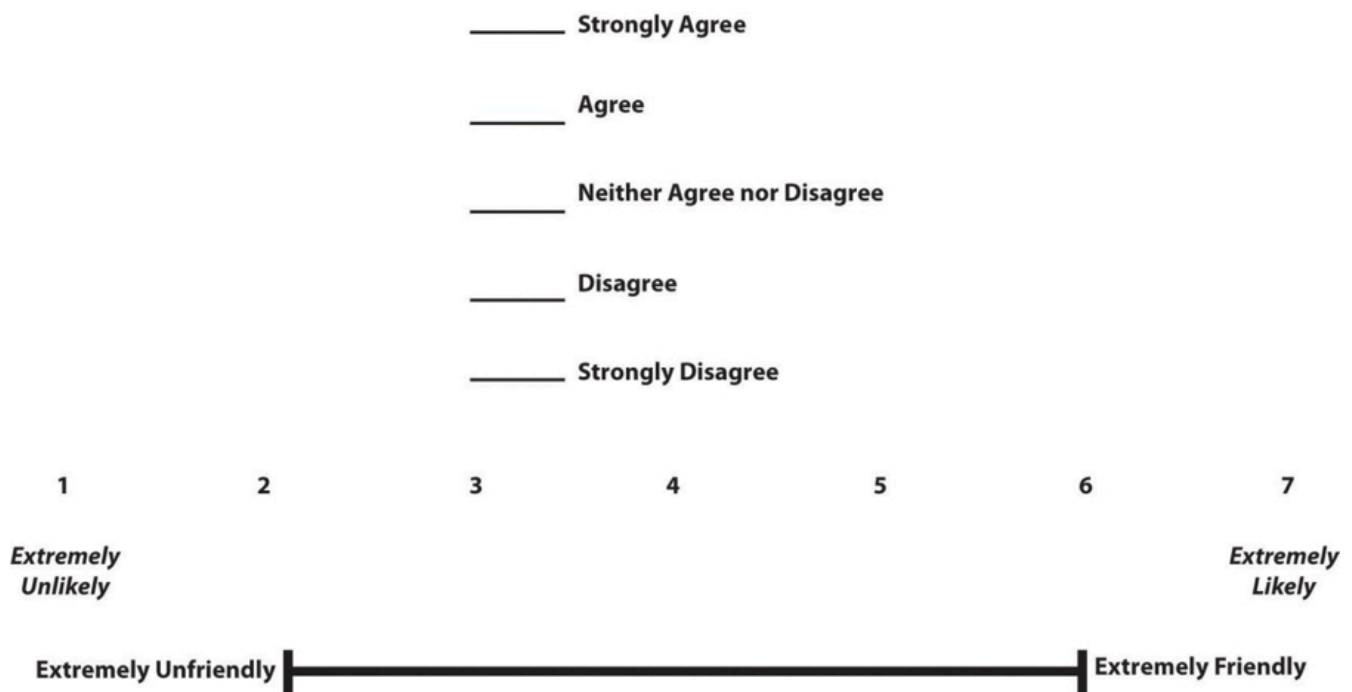 Strongly Agree
Agree
Neither Agree nor Disagree
Disagree
Strongly Disagree
1 2 3 4 5 6 7
Extremely Unlikely
Extremely Likely
Extremely Unfriendly
Extremely Friendly